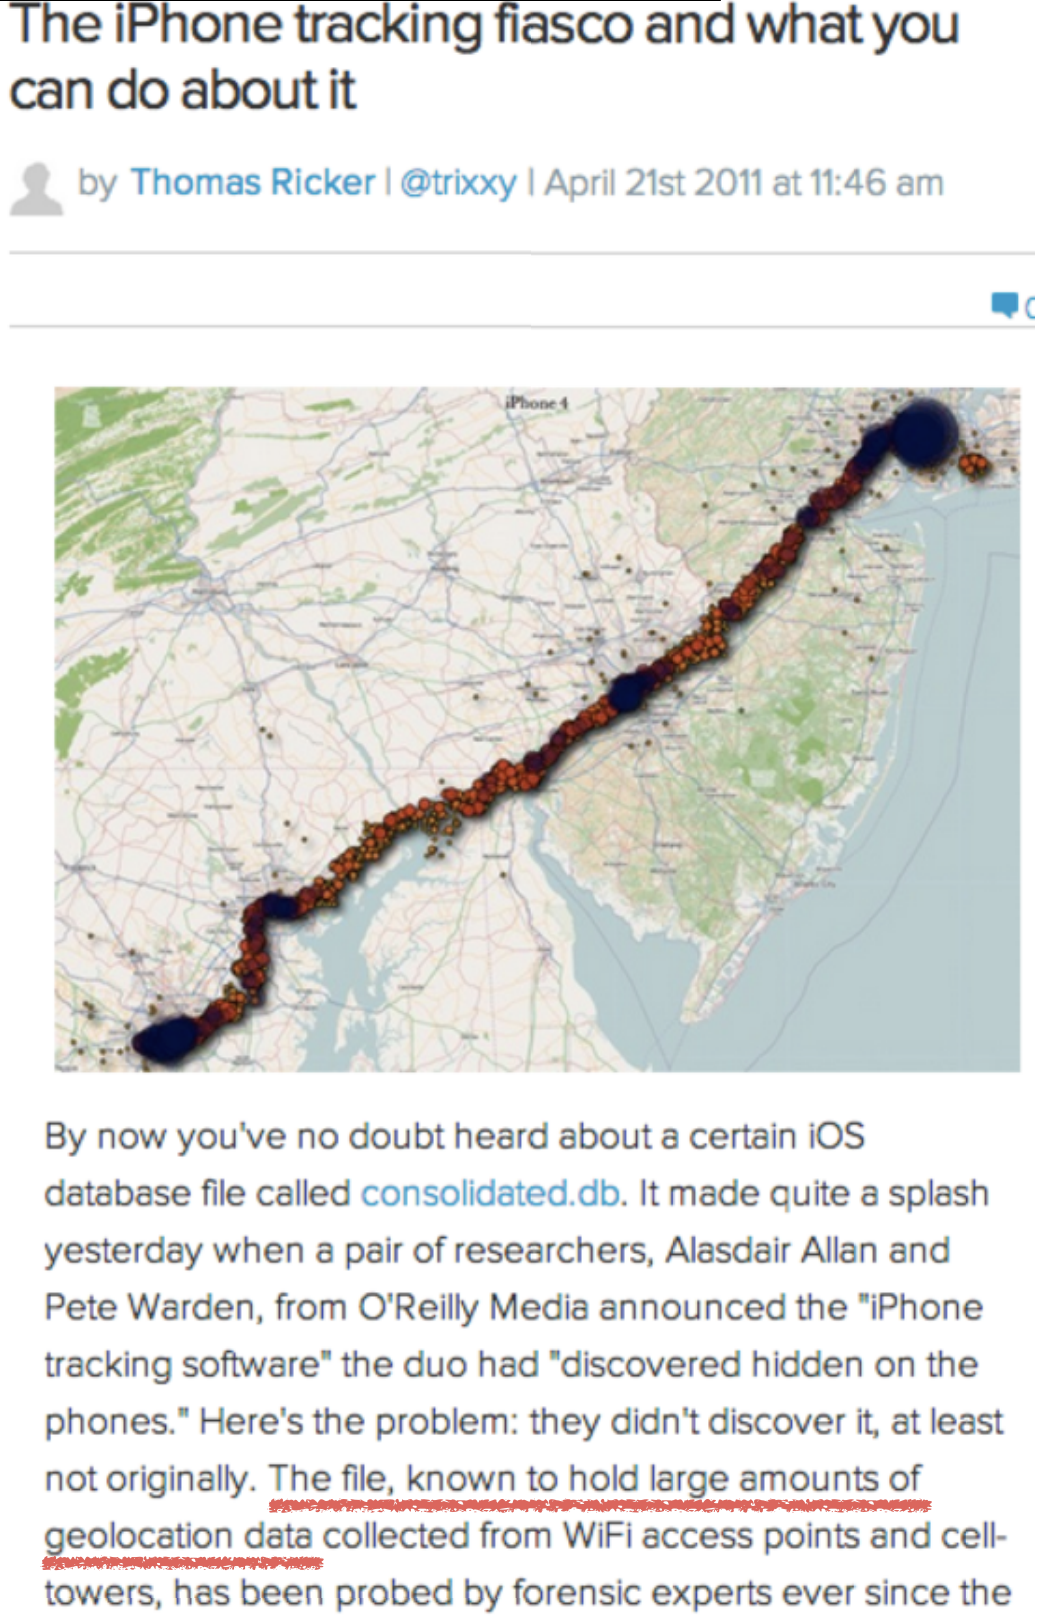 The iPhone tracking fiasco and what you
can do about it
by Thomas Ricker | @trixxy | April 21st 2011 at 11:46 am
iPhone 4
By now you've no doubt heard about a certain iOS
database file called consolidated.db. It made quite a splash
yesterday when a pair of researchers, Alasdair Allan and
Pete Warden, from O'Reilly Media announced the "iPhone
tracking software" the duo had "discovered hidden on the
phones." Here's the problem: they didn't discover it, at least
not originally. The file, known to hold large amounts of
geolocation data collected from WiFi access points and cell-
towers, has been probed by forensic experts ever since the